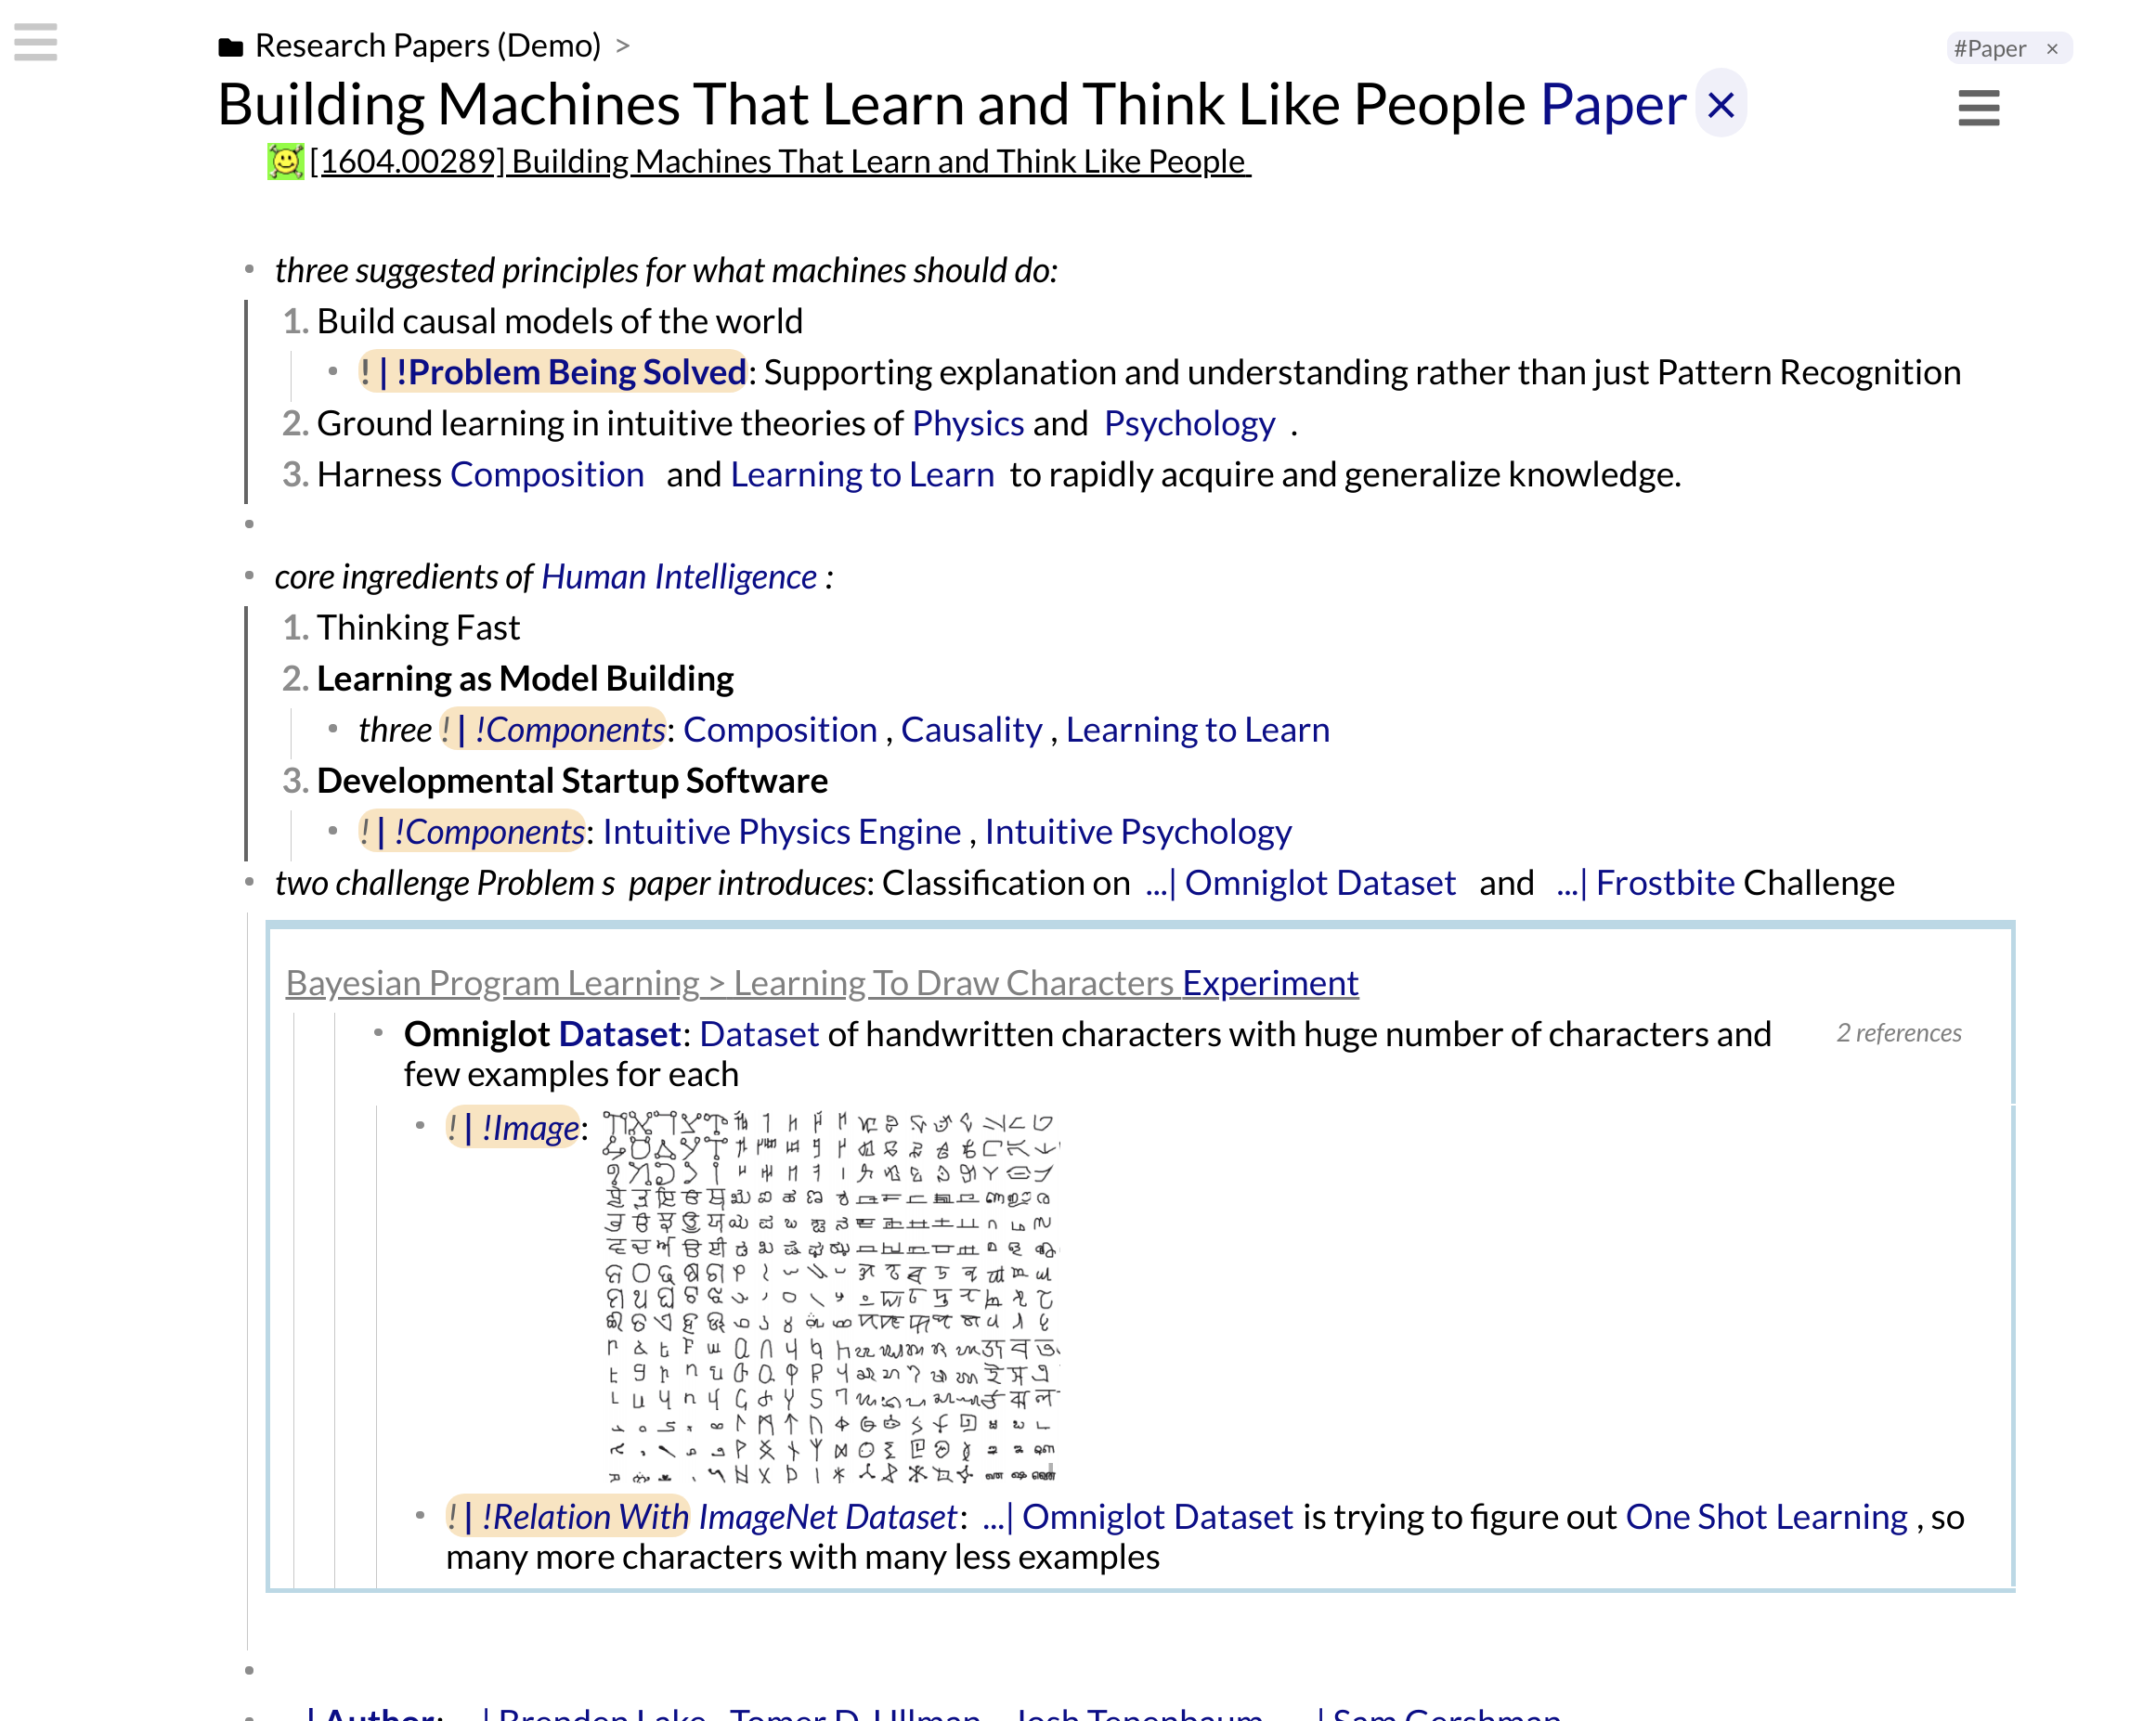 Research Papers (Demo) >
#Paper ×
Building Machines That Learn and Think Like People Paper ×
[1604.00289] Building Machines That Learn and Think Like People
• three suggested principles for what machines should do:
1. Build causal models of the world
• ! | !Problem Being Solved: Supporting explanation and understanding rather than just Pattern Recognition
2. Ground learning in intuitive theories of Physics and Psychology .
3. Harness Composition and Learning to Learn to rapidly acquire and generalize knowledge.
•
• core ingredients of Human Intelligence :
1. Thinking Fast
2. Learning as Model Building
• three ! | !Components: Composition , Causality , Learning to Learn
3. Developmental Startup Software
• ! | !Components: Intuitive Physics Engine , Intuitive Psychology
• two challenge Problem s paper introduces: Classification on ...| Omniglot Dataset and ...| Frostbite Challenge
Bayesian Program Learning > Learning To Draw Characters Experiment
• Omniglot Dataset: Dataset of handwritten characters with huge number of characters and
few examples for each
2 references
• ! | !Image:
• ! | !Relation With ImageNet Dataset: ...| Omniglot Dataset is trying to figure out One Shot Learning , so
many more characters with many less examples
•
| Author: | Brenden Lake Tomer D. Ullman Josh Tenenbaum | Sam Gershman